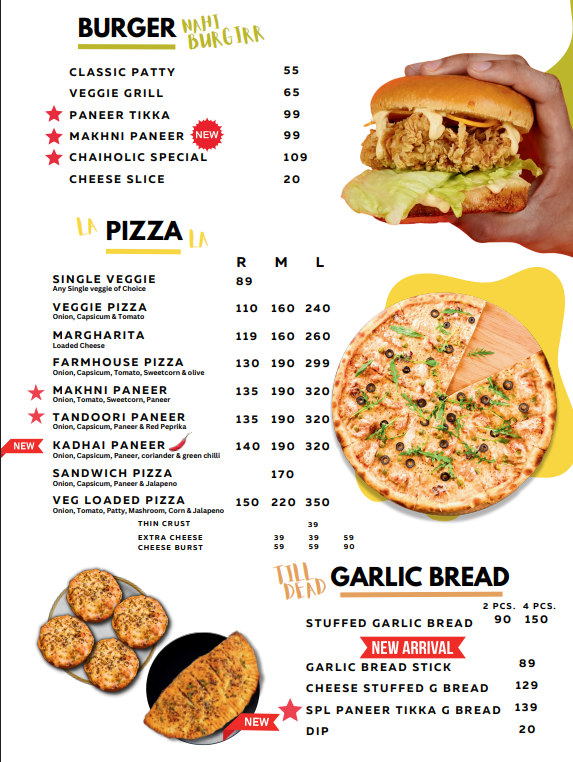 BURGER NAHI BURGIRR
CLASSIC PATTY 55
VEGGIE GRILL 65
PANEER TIKKA 99
MAKHNI PANEER NEW 99
CHAIHOLIC SPECIAL 109
CHEESE SLICE 20
LA PIZZA LA
R M L
SINGLE VEGGIE 89
Any Single veggie of Choice
VEGGIE PIZZA 110 160 240
Onion, Capsicum & Tomato
MARGHARITA 119 160 260
Loaded Cheese
FARMHOUSE PIZZA 130 190 299
Onion, Capsicum, Tomato, Sweetcorn & olive
MAKHNI PANEER 135 190 320
Onion, Tomato, Sweetcorn, Paneer
TANDOORI PANEER 135 190 320
Onion, Capsicum, Paneer & Red Peprika
NEW KADHAI PANEER 140 190 320
Onion, Capsicum, Paneer, coriander & green chilli
SANDWICH PIZZA 170
Onion, Capsicum, Paneer & Jalapeno
VEG LOADED PIZZA 150 220 350
Onion, Tomato, Patty, Mashroom, Corn & Jalapeno
THIN CRUST 39
EXTRA CHEESE 39 39 59
CHEESE BURST 59 59 90
TILL DEAD GARLIC BREAD
2 PCS. 4 PCS.
STUFFED GARLIC BREAD 90 150
NEW ARRIVAL
GARLIC BREAD STICK 89
CHEESE STUFFED G BREAD 129
NEW SPL PANEER TIKKA G BREAD 139
DIP 20